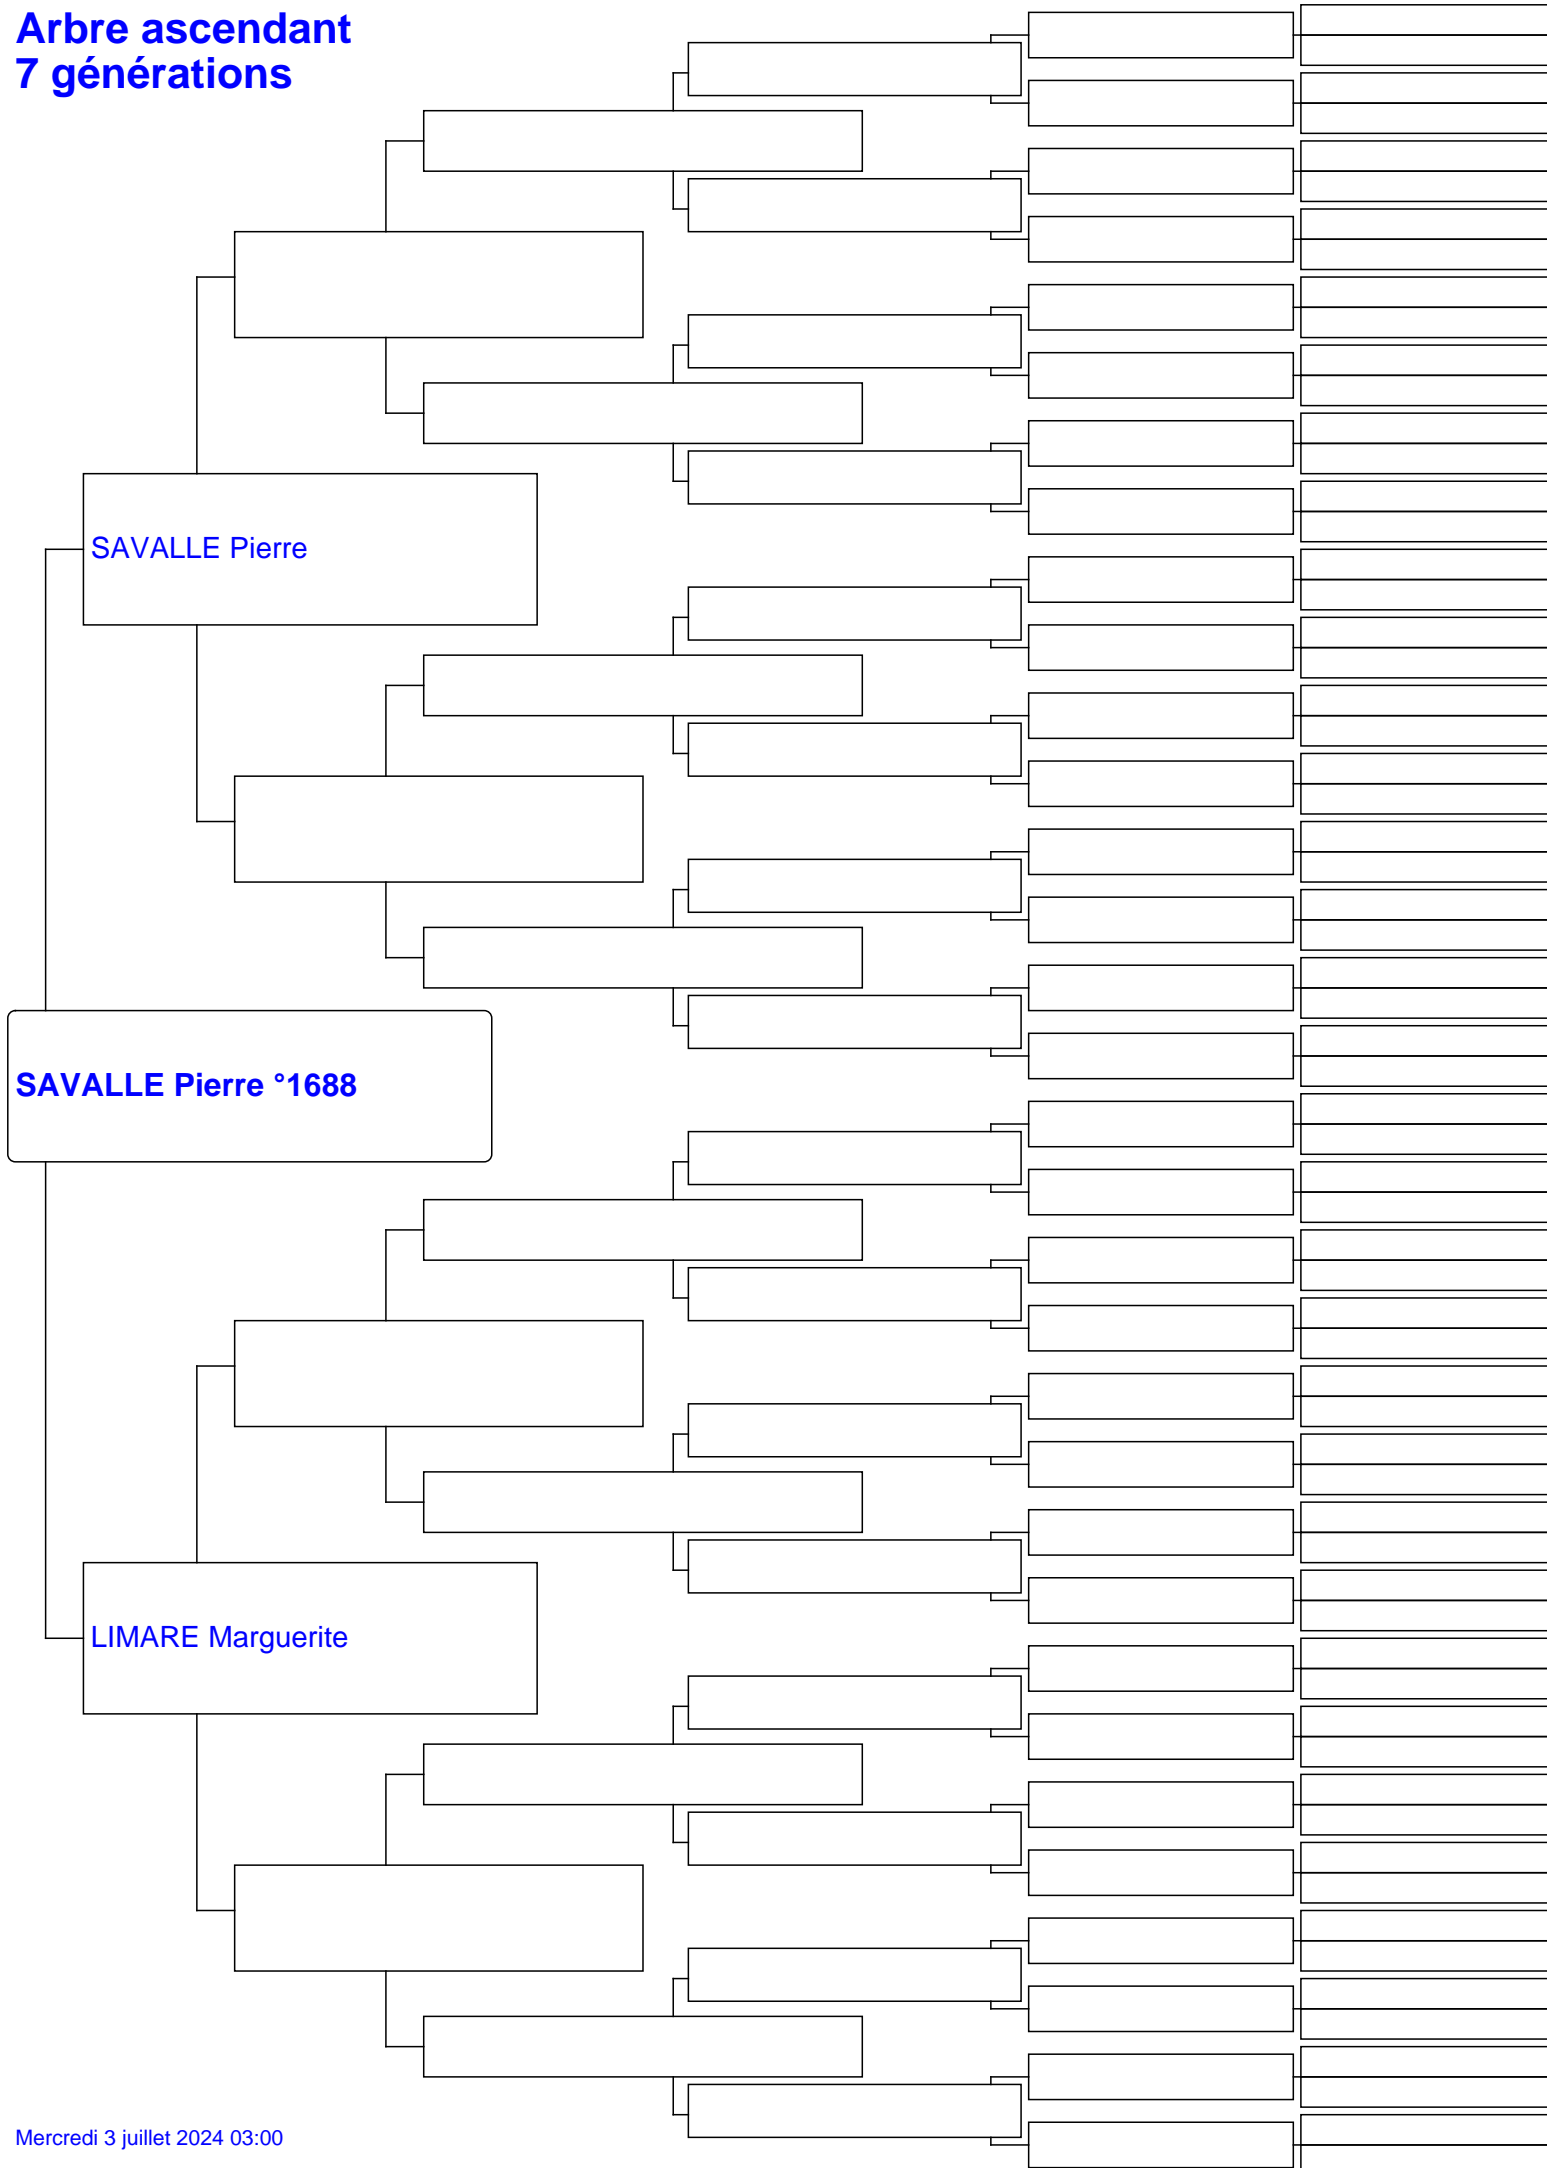 Arbre ascendant
7 générations
SAVALLE Pierre
SAVALLE Pierre °1688
LIMARE Marguerite
Mercredi 3 juillet 2024 03:00